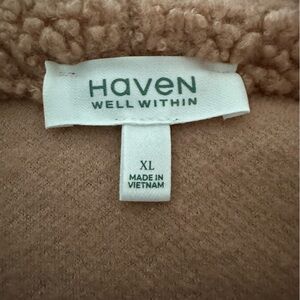 Haven
WELL WITHIN
XL
MADE IN
VIETNAM